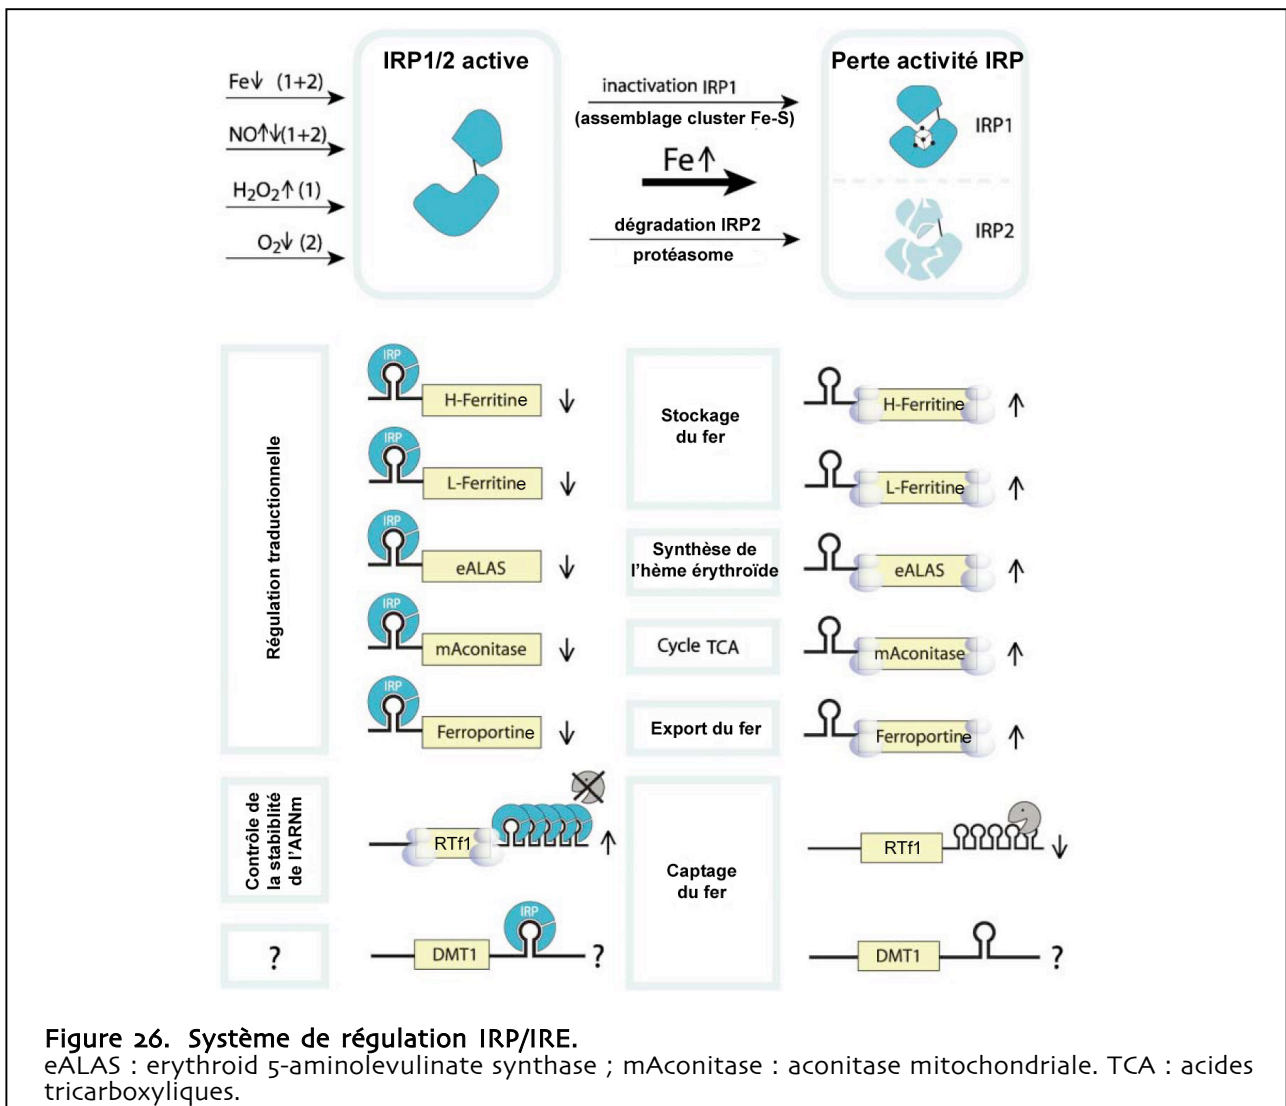 IRP1/2 active
Perte activité IRP
Fe↓ (1+2)
NO↑↓(1+2)
H₂O₂↑ (1)
O₂↓ (2)
inactivation IRP1
(assemblage cluster Fe-S)
Fe↑
dégradation IRP2
protéasome
IRP1
IRP2
Régulation traductionnelle
IRP
H-Ferritine ↓
Stockage
du fer
H-Ferritine ↑
IRP
L-Ferritine ↓
L-Ferritine ↑
IRP
eALAS ↓
Synthèse de
l'hème érythroïde
eALAS ↑
IRP
mAconitase ↓
Cycle TCA
mAconitase ↑
IRP
Ferroportine ↓
Export du fer
Ferroportine ↑
Contrôle de
la stabiblité
de l'ARNm
RTf1 ↑
Captage
du fer
RTf1 ↓
?
IRP
DMT1 ?
DMT1 ?
Figure 26. Système de régulation IRP/IRE.
eALAS : erythroid 5-aminolevulinate synthase ; mAconitase : aconitase mitochondriale. TCA : acides
tricarboxyliques.